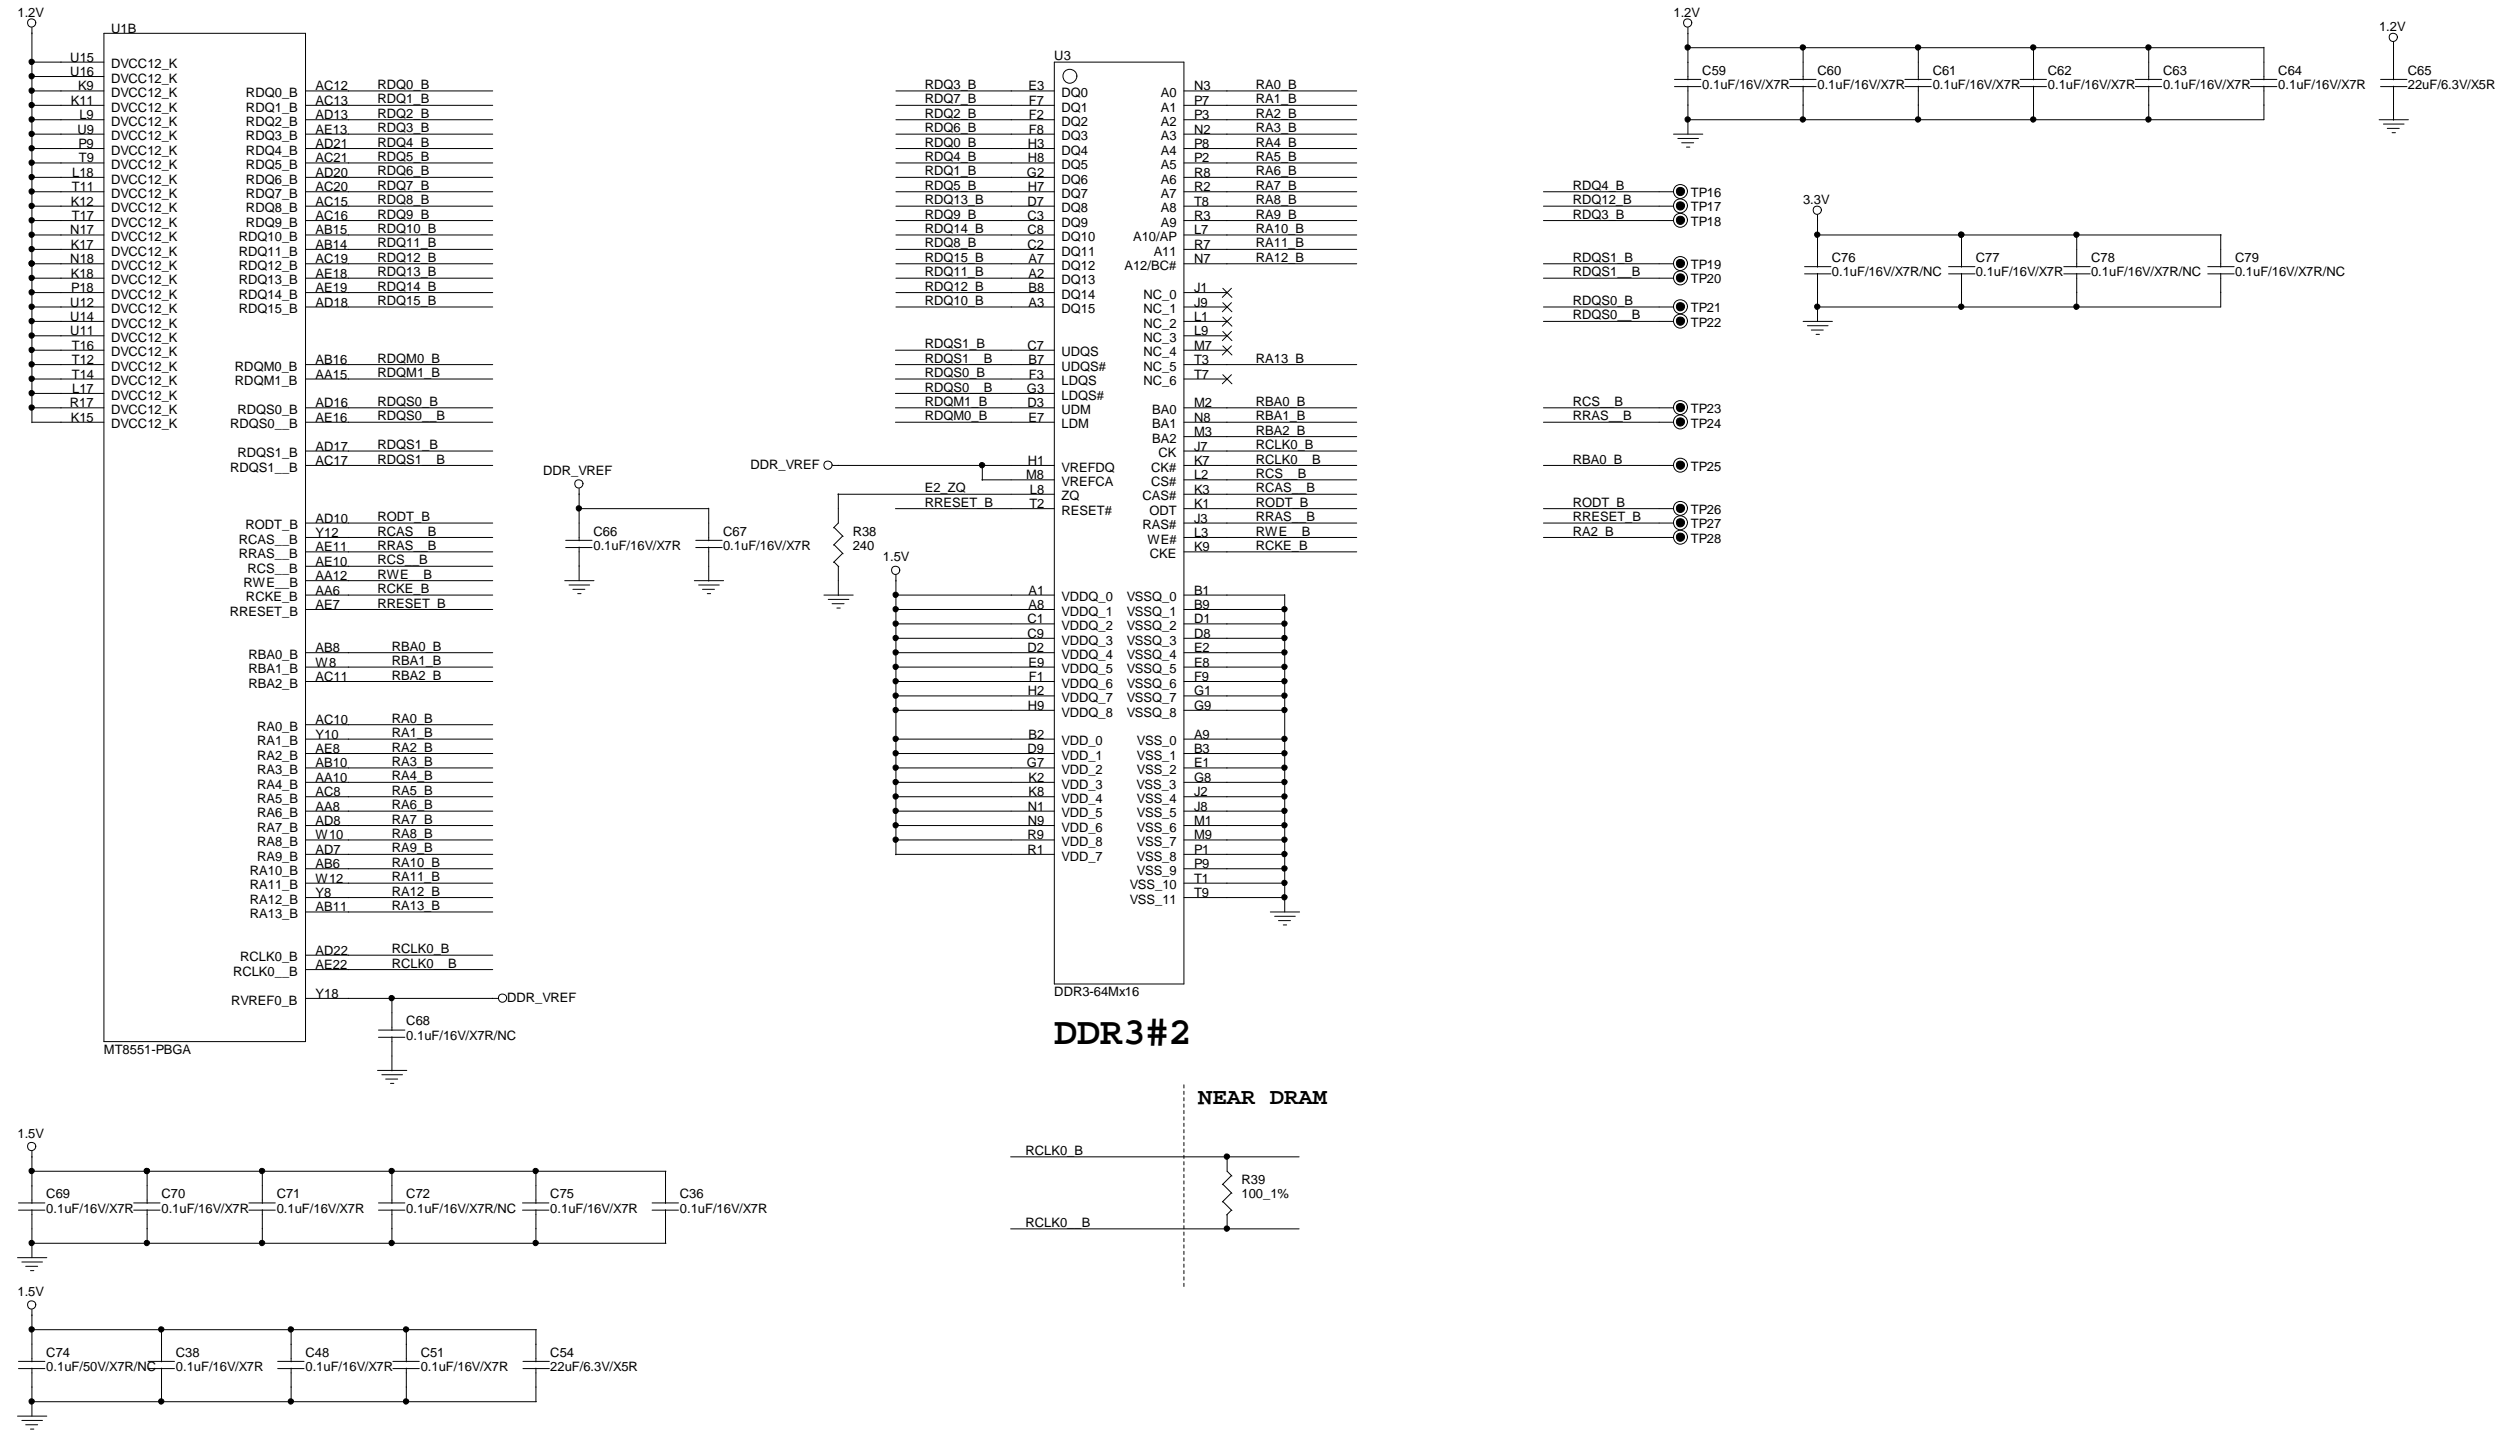 1.2V
U1B
U15 DVCC12_K
U16 DVCC12_K
K9 DVCC12_K
K11 DVCC12_K
L9 DVCC12_K
U9 DVCC12_K
P9 DVCC12_K
T9 DVCC12_K
L18 DVCC12_K
T11 DVCC12_K
K12 DVCC12_K
T17 DVCC12_K
N17 DVCC12_K
K17 DVCC12_K
N18 DVCC12_K
K18 DVCC12_K
P18 DVCC12_K
U12 DVCC12_K
U14 DVCC12_K
U11 DVCC12_K
T16 DVCC12_K
T12 DVCC12_K
T14 DVCC12_K
L17 DVCC12_K
R17 DVCC12_K
K15 DVCC12_K
RDQ0_B AC12 RDQ0_B
RDQ1_B AC13 RDQ1_B
RDQ2_B AD13 RDQ2_B
RDQ3_B AE13 RDQ3_B
RDQ4_B AD21 RDQ4_B
RDQ5_B AC21 RDQ5_B
RDQ6_B AD20 RDQ6_B
RDQ7_B AC20 RDQ7_B
RDQ8_B AC15 RDQ8_B
RDQ9_B AC16 RDQ9_B
RDQ10_B AB15 RDQ10_B
RDQ11_B AB14 RDQ11_B
RDQ12_B AC19 RDQ12_B
RDQ13_B AE18 RDQ13_B
RDQ14_B AE19 RDQ14_B
RDQ15_B AD18 RDQ15_B
RDQM0_B AB16 RDQM0_B
RDQM1_B AA15 RDQM1_B
RDQS0_B AD16 RDQS0_B
RDQS0__B AE16 RDQS0__B
RDQS1_B AD17 RDQS1_B
RDQS1__B AC17 RDQS1__B
RODT_B AD10 RODT_B
RCAS__B Y12 RCAS__B
RRAS__B AE11 RRAS__B
RCS__B AE10 RCS__B
RWE__B AA12 RWE__B
RCKE_B AA6 RCKE_B
RRESET_B AE7 RRESET_B
RBA0_B AB8 RBA0_B
RBA1_B W8 RBA1_B
RBA2_B AC11 RBA2_B
RA0_B AC10 RA0_B
RA1_B Y10 RA1_B
RA2_B AE8 RA2_B
RA3_B AB10 RA3_B
RA4_B AA10 RA4_B
RA5_B AC8 RA5_B
RA6_B AA8 RA6_B
RA7_B AD8 RA7_B
RA8_B W10 RA8_B
RA9_B AD7 RA9_B
RA10_B AB6 RA10_B
RA11_B W12 RA11_B
RA12_B Y8 RA12_B
RA13_B AB11 RA13_B
RCLK0_B AD22 RCLK0_B
RCLK0__B AE22 RCLK0__B
RVREF0_B Y18 DDR_VREF
C68
0.1uF/16V/X7R/NC
MT8551-PBGA
DDR_VREF
C66
0.1uF/16V/X7R
C67
0.1uF/16V/X7R
U3
RDQ3_B E3 DQ0
RDQ7_B F7 DQ1
RDQ2_B F2 DQ2
RDQ6_B F8 DQ3
RDQ0_B H3 DQ4
RDQ4_B H8 DQ5
RDQ1_B G2 DQ6
RDQ5_B H7 DQ7
RDQ13_B D7 DQ8
RDQ9_B C3 DQ9
RDQ14_B C8 DQ10
RDQ8_B C2 DQ11
RDQ15_B A7 DQ12
RDQ11_B A2 DQ13
RDQ12_B B8 DQ14
RDQ10_B A3 DQ15
RDQS1_B C7 UDQS
RDQS1__B B7 UDQS#
RDQS0_B F3 LDQS
RDQS0__B G3 LDQS#
RDQM1_B D3 UDM
RDQM0_B E7 LDM
DDR_VREF H1 VREFDQ
M8 VREFCA
E2_ZQ L8 ZQ
RRESET_B T2 RESET#
R38
240
1.5V
A1 VDDQ_0
A8 VDDQ_1
C1 VDDQ_2
C9 VDDQ_3
D2 VDDQ_4
E9 VDDQ_5
F1 VDDQ_6
H2 VDDQ_7
H9 VDDQ_8
B2 VDD_0
D9 VDD_1
G7 VDD_2
K2 VDD_3
K8 VDD_4
N1 VDD_5
N9 VDD_6
R9 VDD_8
R1 VDD_7
A0 N3 RA0_B
A1 P7 RA1_B
A2 P3 RA2_B
A3 N2 RA3_B
A4 P8 RA4_B
A5 P2 RA5_B
A6 R8 RA6_B
A7 R2 RA7_B
A8 T8 RA8_B
A9 R3 RA9_B
A10/AP L7 RA10_B
A11 R7 RA11_B
A12/BC# N7 RA12_B
NC_0 J1
NC_1 J9
NC_2 L1
NC_3 L9
NC_4 M7
NC_5 T3 RA13_B
NC_6 T7
BA0 M2 RBA0_B
BA1 N8 RBA1_B
BA2 M3 RBA2_B
CK J7 RCLK0_B
CK# K7 RCLK0__B
CS# L2 RCS__B
CAS# K3 RCAS__B
ODT K1 RODT_B
RAS# J3 RRAS__B
WE# L3 RWE__B
CKE K9 RCKE_B
VSSQ_0 B1
VSSQ_1 B9
VSSQ_2 D1
VSSQ_3 D8
VSSQ_4 E2
VSSQ_5 E8
VSSQ_6 F9
VSSQ_7 G1
VSSQ_8 G9
VSS_0 A9
VSS_1 B3
VSS_2 E1
VSS_3 G8
VSS_4 J2
VSS_5 J8
VSS_6 M1
VSS_7 M9
VSS_8 P1
VSS_9 P9
VSS_10 T1
VSS_11 T9
DDR3-64Mx16
DDR3#2
1.2V
C59
0.1uF/16V/X7R
C60
0.1uF/16V/X7R
C61
0.1uF/16V/X7R
C62
0.1uF/16V/X7R
C63
0.1uF/16V/X7R
C64
0.1uF/16V/X7R
1.2V
C65
22uF/6.3V/X5R
RDQ4_B TP16
RDQ12_B TP17
RDQ3_B TP18
RDQS1_B TP19
RDQS1__B TP20
RDQS0_B TP21
RDQS0__B TP22
RCS__B TP23
RRAS__B TP24
RBA0_B TP25
RODT_B TP26
RRESET_B TP27
RA2_B TP28
3.3V
C76
0.1uF/16V/X7R/NC
C77
0.1uF/16V/X7R
C78
0.1uF/16V/X7R/NC
C79
0.1uF/16V/X7R/NC
NEAR DRAM
RCLK0_B
R39
100_1%
RCLK0__B
1.5V
C69
0.1uF/16V/X7R
C70
0.1uF/16V/X7R
C71
0.1uF/16V/X7R
C72
0.1uF/16V/X7R/NC
C75
0.1uF/16V/X7R
C36
0.1uF/16V/X7R
1.5V
C74
0.1uF/50V/X7R/NC
C38
0.1uF/16V/X7R
C48
0.1uF/16V/X7R
C51
0.1uF/16V/X7R
C54
22uF/6.3V/X5R